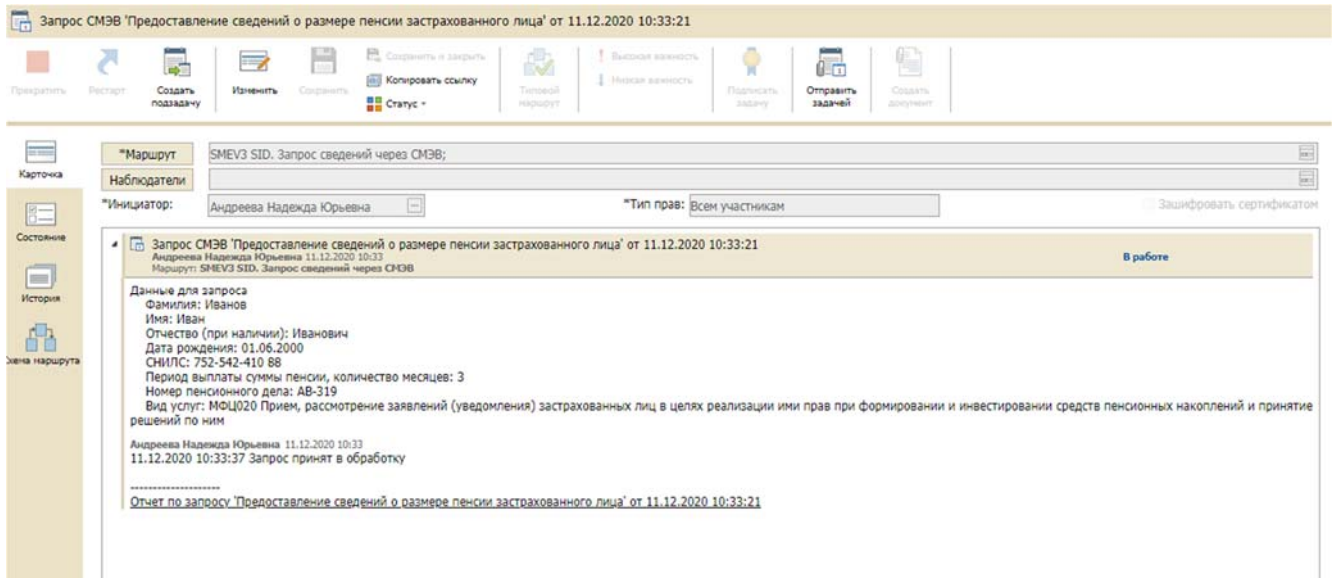 Запрос СМЭВ 'Предоставление сведений о размере пенсии застрахованного лица' от 11.12.2020 10:33:21
Прекратить
Рестарт
Создать
подзадачу
Изменить
Сохранить
Сохранить и закрыть
Копировать ссылку
Статус
Типовой
маршрут
Высокая важность
Низкая важность
Подписать
задачу
Отправить
задачей
Создать
документ
Карточка
Состояние
История
Схема маршрута
*Маршрут
SMEV3 SID. Запрос сведений через СМЭВ;
Наблюдатели
*Инициатор: Андреева Надежда Юрьевна
*Тип прав: Всем участникам
Зашифровать сертификатом
Запрос СМЭВ 'Предоставление сведений о размере пенсии застрахованного лица' от 11.12.2020 10:33:21
Андреева Надежда Юрьевна 11.12.2020 10:33
В работе
Маршрут: SMEV3 SID. Запрос сведений через СМЭВ
Данные для запроса
Фамилия: Иванов
Имя: Иван
Отчество (при наличии): Иванович
Дата рождения: 01.06.2000
СНИЛС: 752-542-410 88
Период выплаты суммы пенсии, количество месяцев: 3
Номер пенсионного дела: АВ-319
Вид услуг: МФЦ020 Прием, рассмотрение заявлений (уведомления) застрахованных лиц в целях реализации ими прав при формировании и инвестировании средств пенсионных накоплений и принятие
решений по ним
Андреева Надежда Юрьевна 11.12.2020 10:33
11.12.2020 10:33:37 Запрос принят в обработку
--------------------
Отчет по запросу 'Предоставление сведений о размере пенсии застрахованного лица' от 11.12.2020 10:33:21